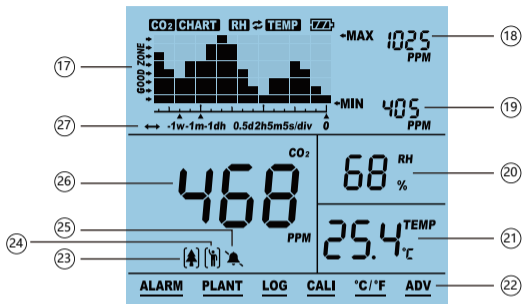 CO2 CHART RH ⇄ TEMP
MAX 1025 PPM
18
17
GOOD ZONE
MIN 405 PPM
19
27
-1w-1m-1dh 0.5d2h5m5s/div 0
CO2
26
468
PPM
68 RH %
20
25
24
23
25.4 TEMP °C
21
ALARM PLANT LOG CALI °C/°F ADV
22